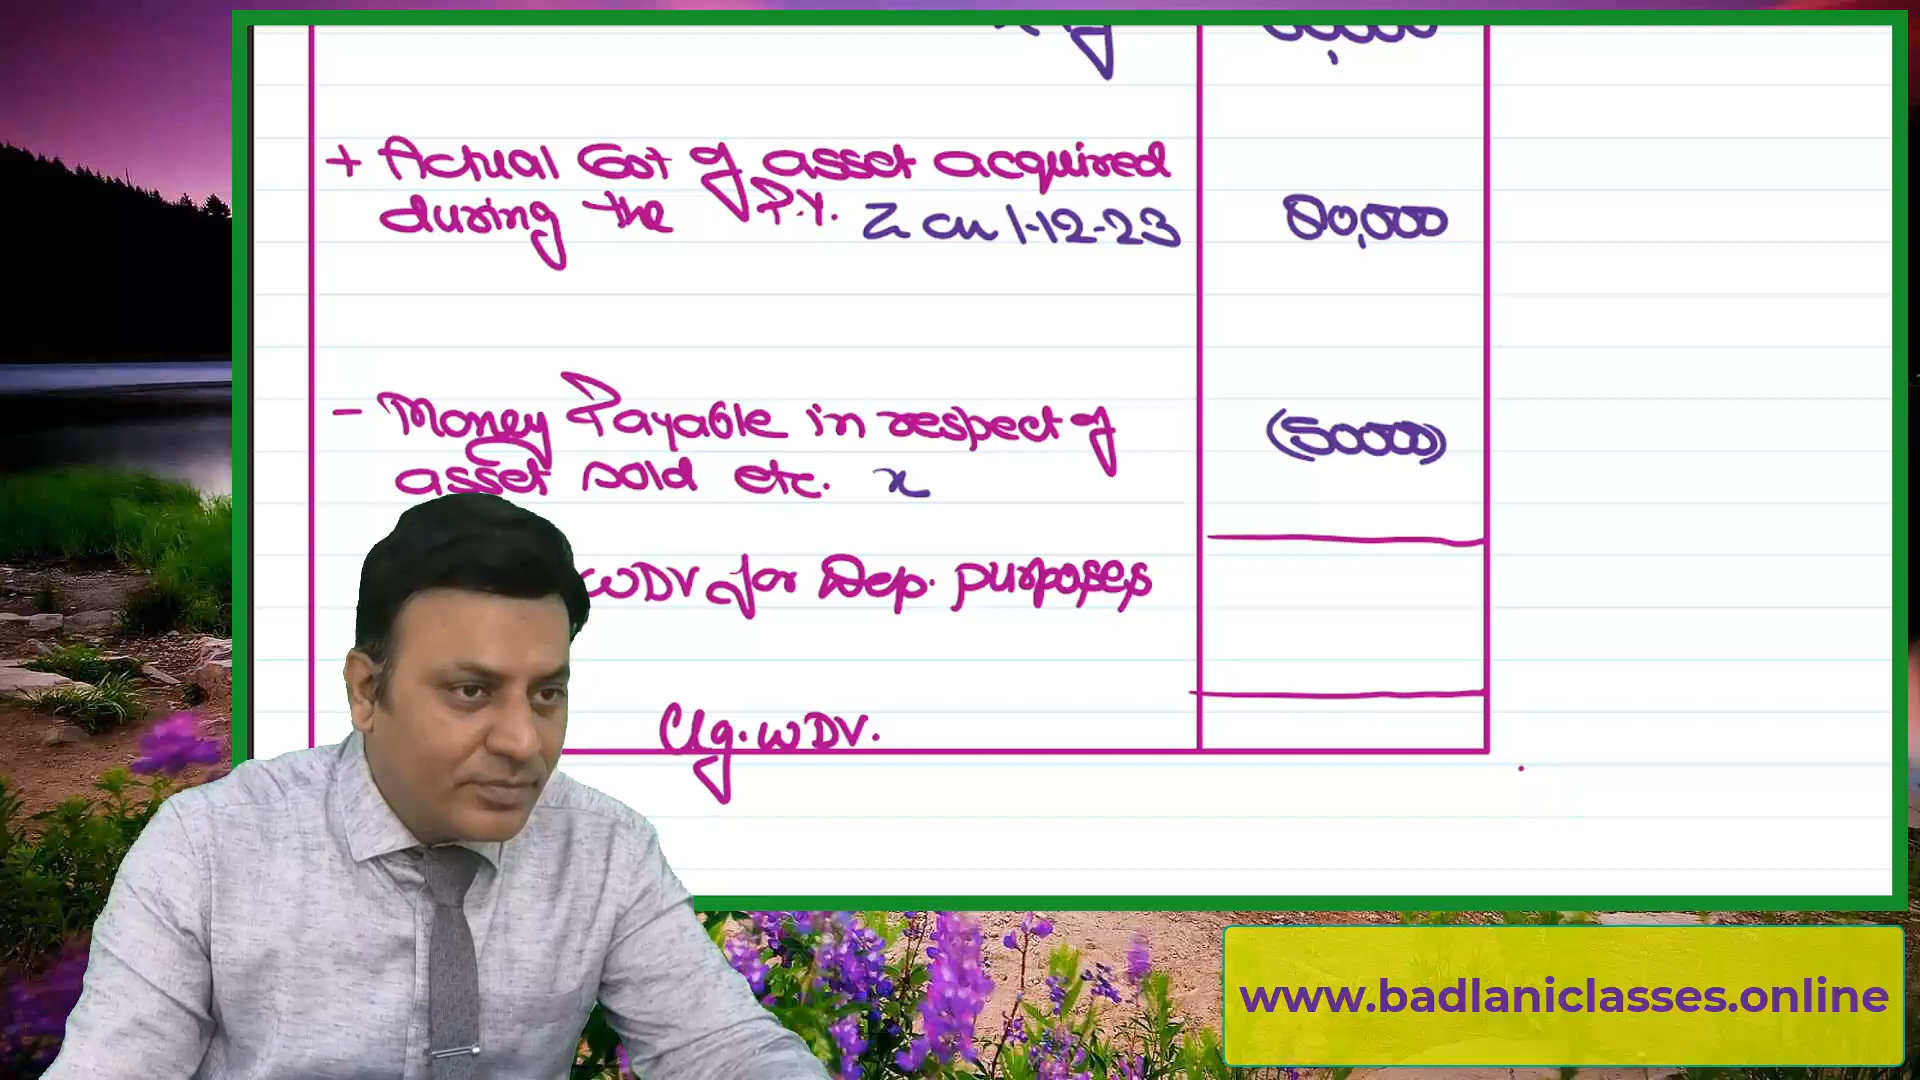 + Actual Cost of asset acquired
during the P.Y. Z on 1-12-23 80,000
- Money Payable in respect of (50000)
asset sold etc. x
WDV for Dep. purposes
Clg. WDV.
www.badlaniclasses.online